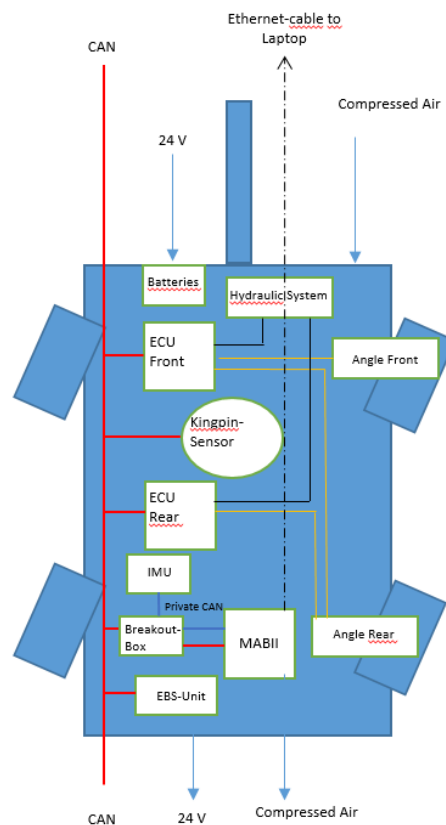 Ethernet-cable to
Laptop
CAN
Compressed Air
24 V
Batteries
Hydraulic System
ECU
Front
Angle Front
Kingpin-
Sensor
ECU
Rear
IMU
Private CAN
Breakout-
Box
MABII
Angle Rear
EBS-Unit
CAN
24 V
Compressed Air